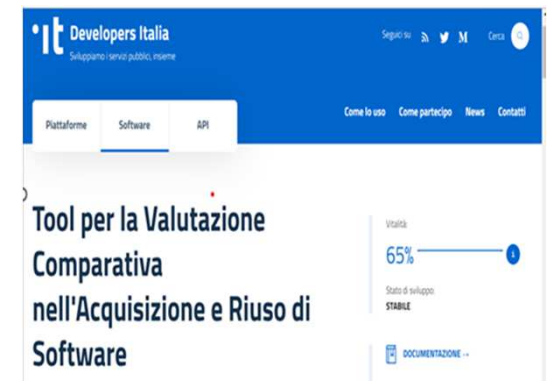 Developers Italia
Sviluppiamo i servizi pubblici, insieme
Seguici su
Cerca
Piattaforme
Software
API
Come lo uso
Come partecipo
News
Contatti
Tool per la Valutazione
Comparativa
nell'Acquisizione e Riuso di
Software
Vitalità:
65%
Stato di sviluppo:
STABILE
DOCUMENTAZIONE